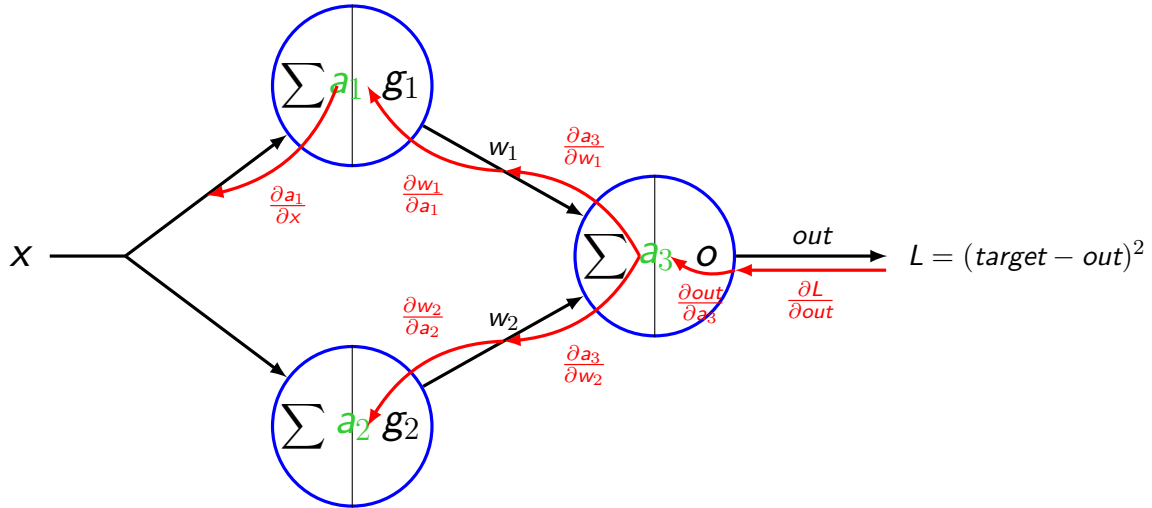 ∑ a₁ g₁
w₁
∂a₃/∂w₁
∂w₁/∂a₁
∂a₁/∂x
x
∑ a₃ o
out
L = (target − out)²
∂out/∂a₃
∂L/∂out
∂w₂/∂a₂
w₂
∂a₃/∂w₂
∑ a₂ g₂